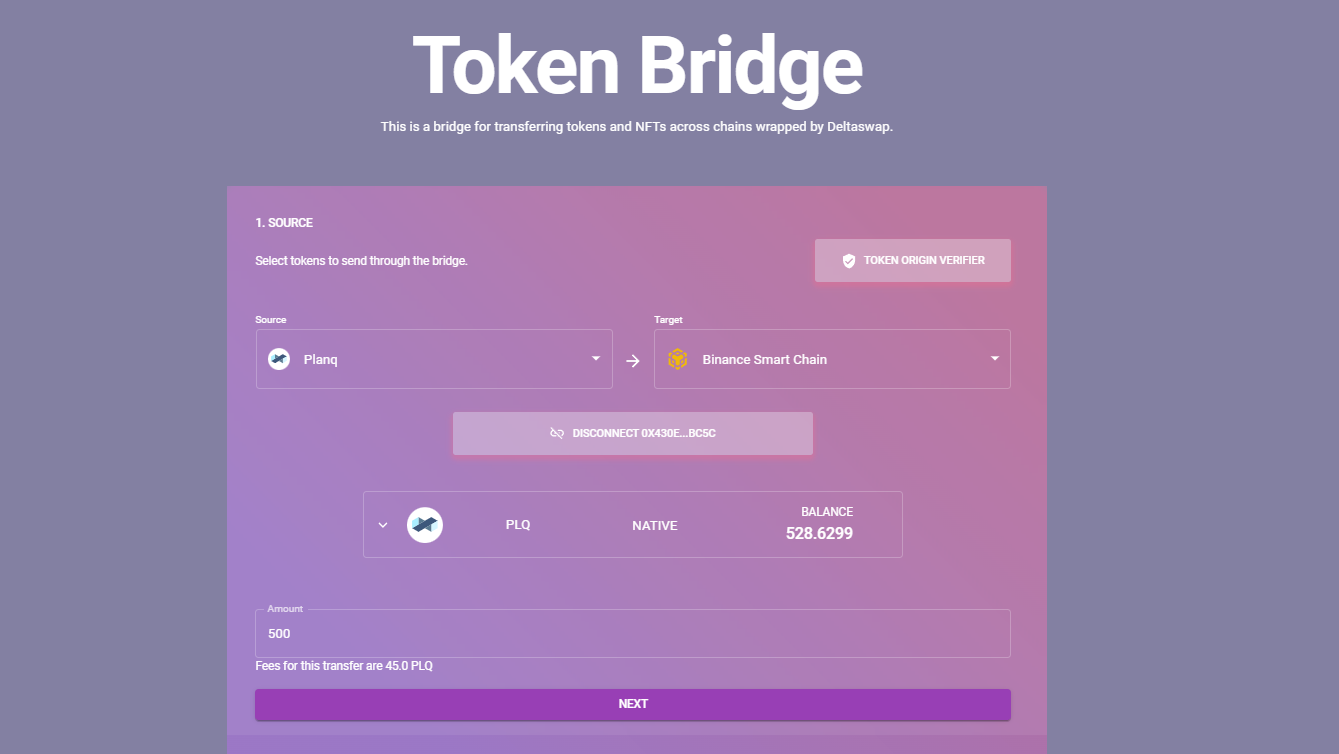 Token Bridge
This is a bridge for transferring tokens and NFTs across chains wrapped by Deltaswap.
1. SOURCE
Select tokens to send through the bridge.
TOKEN ORIGIN VERIFIER
Source
Target
Planq
Binance Smart Chain
DISCONNECT 0X430E...BC5C
PLQ
NATIVE
BALANCE
528.6299
Amount
500
Fees for this transfer are 45.0 PLQ
NEXT